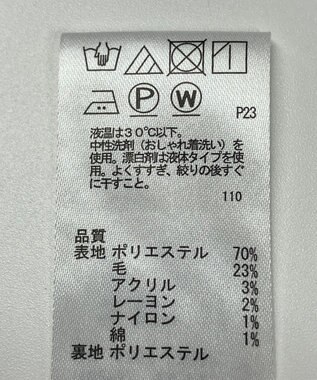 P W
P23
液温は30℃以下。
中性洗剤（おしゃれ着洗い）を
使用。漂白剤は液体タイプを使
用。よくすすぎ、絞りの後すぐ
に干すこと。
110
品質
表地 ポリエステル 70%
毛 23%
アクリル 3%
レーヨン 2%
ナイロン 1%
綿 1%
裏地 ポリエステル